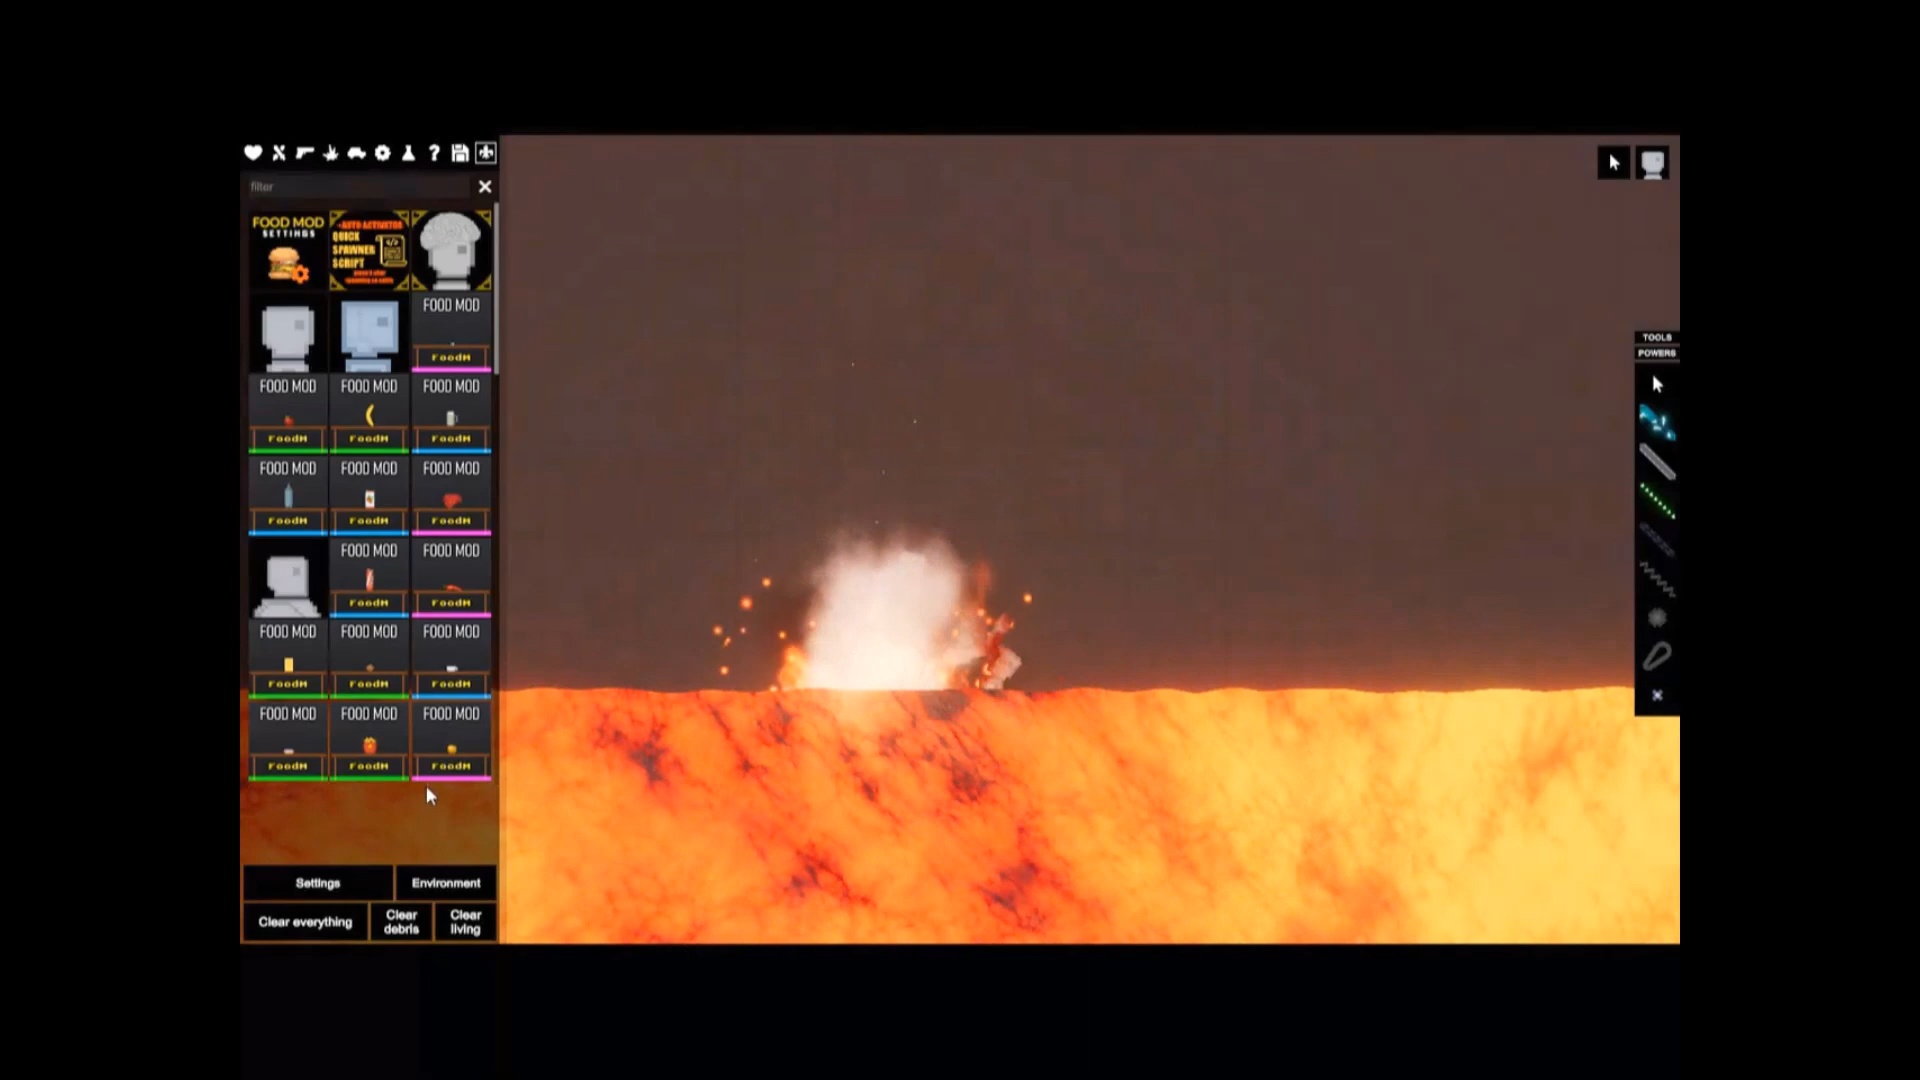 filter
FOOD MOD
SETTINGS
+AUTO ACTIVATOR
QUICK
SPAWNER
SCRIPT
FOOD MOD
FoodM
FOOD MOD FOOD MOD FOOD MOD
FoodM FoodM FoodM
FOOD MOD FOOD MOD FOOD MOD
FoodM FoodM FoodM
FOOD MOD FOOD MOD
FoodM FoodM
FOOD MOD FOOD MOD FOOD MOD
FoodM FoodM FoodM
FOOD MOD FOOD MOD FOOD MOD
FoodM FoodM FoodM
Settings
Environment
Clear everything
Clear debris
Clear living
TOOLS
POWERS